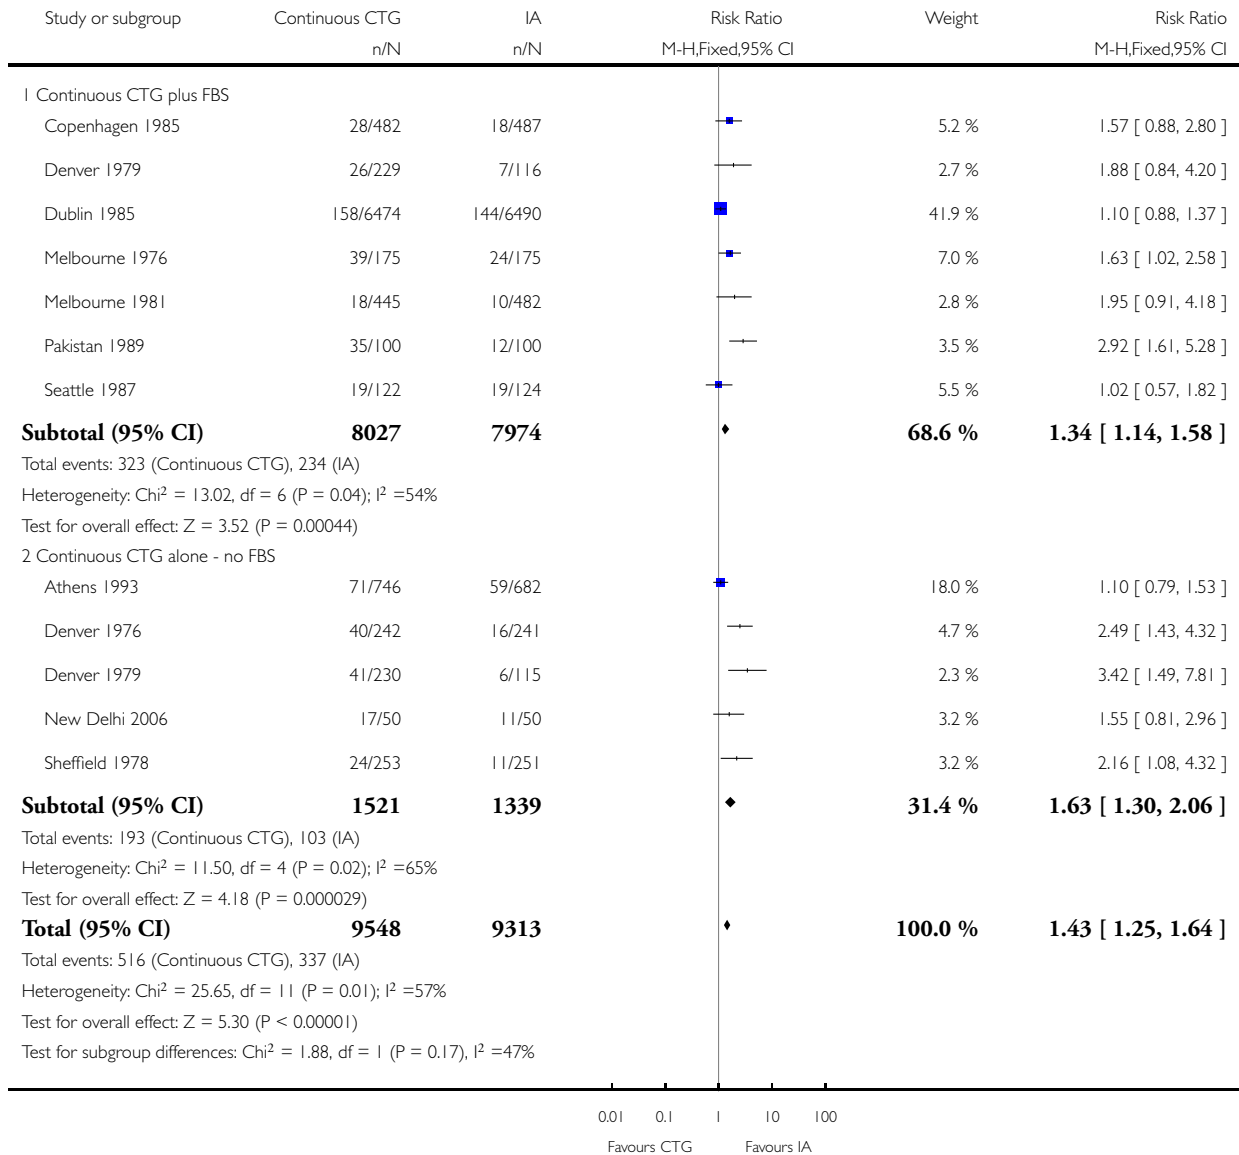 Study or subgroup Continuous CTG IA Risk Ratio Weight Risk Ratio
n/N n/N M-H,Fixed,95% CI M-H,Fixed,95% CI
1 Continuous CTG plus FBS
Copenhagen 1985 28/482 18/487 5.2 % 1.57 [ 0.88, 2.80 ]
Denver 1979 26/229 7/116 2.7 % 1.88 [ 0.84, 4.20 ]
Dublin 1985 158/6474 144/6490 41.9 % 1.10 [ 0.88, 1.37 ]
Melbourne 1976 39/175 24/175 7.0 % 1.63 [ 1.02, 2.58 ]
Melbourne 1981 18/445 10/482 2.8 % 1.95 [ 0.91, 4.18 ]
Pakistan 1989 35/100 12/100 3.5 % 2.92 [ 1.61, 5.28 ]
Seattle 1987 19/122 19/124 5.5 % 1.02 [ 0.57, 1.82 ]
Subtotal (95% CI) 8027 7974 68.6 % 1.34 [ 1.14, 1.58 ]
Total events: 323 (Continuous CTG), 234 (IA)
Heterogeneity: Chi² = 13.02, df = 6 (P = 0.04); I² =54%
Test for overall effect: Z = 3.52 (P = 0.00044)
2 Continuous CTG alone - no FBS
Athens 1993 71/746 59/682 18.0 % 1.10 [ 0.79, 1.53 ]
Denver 1976 40/242 16/241 4.7 % 2.49 [ 1.43, 4.32 ]
Denver 1979 41/230 6/115 2.3 % 3.42 [ 1.49, 7.81 ]
New Delhi 2006 17/50 11/50 3.2 % 1.55 [ 0.81, 2.96 ]
Sheffield 1978 24/253 11/251 3.2 % 2.16 [ 1.08, 4.32 ]
Subtotal (95% CI) 1521 1339 31.4 % 1.63 [ 1.30, 2.06 ]
Total events: 193 (Continuous CTG), 103 (IA)
Heterogeneity: Chi² = 11.50, df = 4 (P = 0.02); I² =65%
Test for overall effect: Z = 4.18 (P = 0.000029)
Total (95% CI) 9548 9313 100.0 % 1.43 [ 1.25, 1.64 ]
Total events: 516 (Continuous CTG), 337 (IA)
Heterogeneity: Chi² = 25.65, df = 11 (P = 0.01); I² =57%
Test for overall effect: Z = 5.30 (P < 0.00001)
Test for subgroup differences: Chi² = 1.88, df = 1 (P = 0.17), I² =47%
0.01 0.1 1 10 100
Favours CTG Favours IA